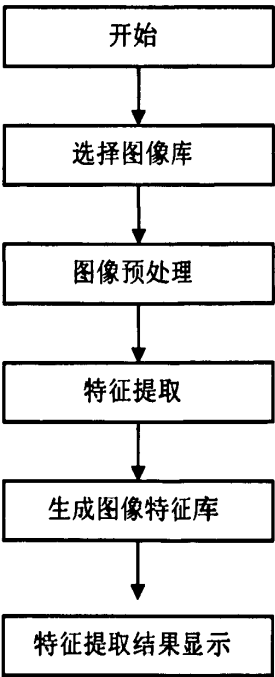 开始
选择图像库
图像预处理
特征提取
生成图像特征库
特征提取结果显示